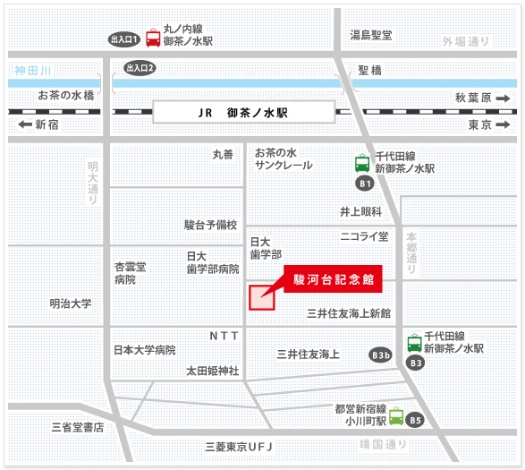 湯島聖堂
外堀通り
出入口1
丸ノ内線
御茶ノ水駅
神田川
出入口2
聖橋
お茶の水橋
秋葉原
JR 御茶ノ水駅
新宿
東京
明大通り
丸善
お茶の水
サンクレール
千代田線
新御茶ノ水駅
B1
井上眼科
駿台予備校
日大
歯学部
ニコライ堂
本郷通り
杏雲堂
病院
日大
歯学部病院
駿河台記念館
明治大学
三井住友海上新館
NTT
日本大学病院
太田姫神社
三井住友海上
B3b
千代田線
新御茶ノ水駅
B3
都営新宿線
小川町駅
B5
三省堂書店
三菱東京UFJ
靖国通り